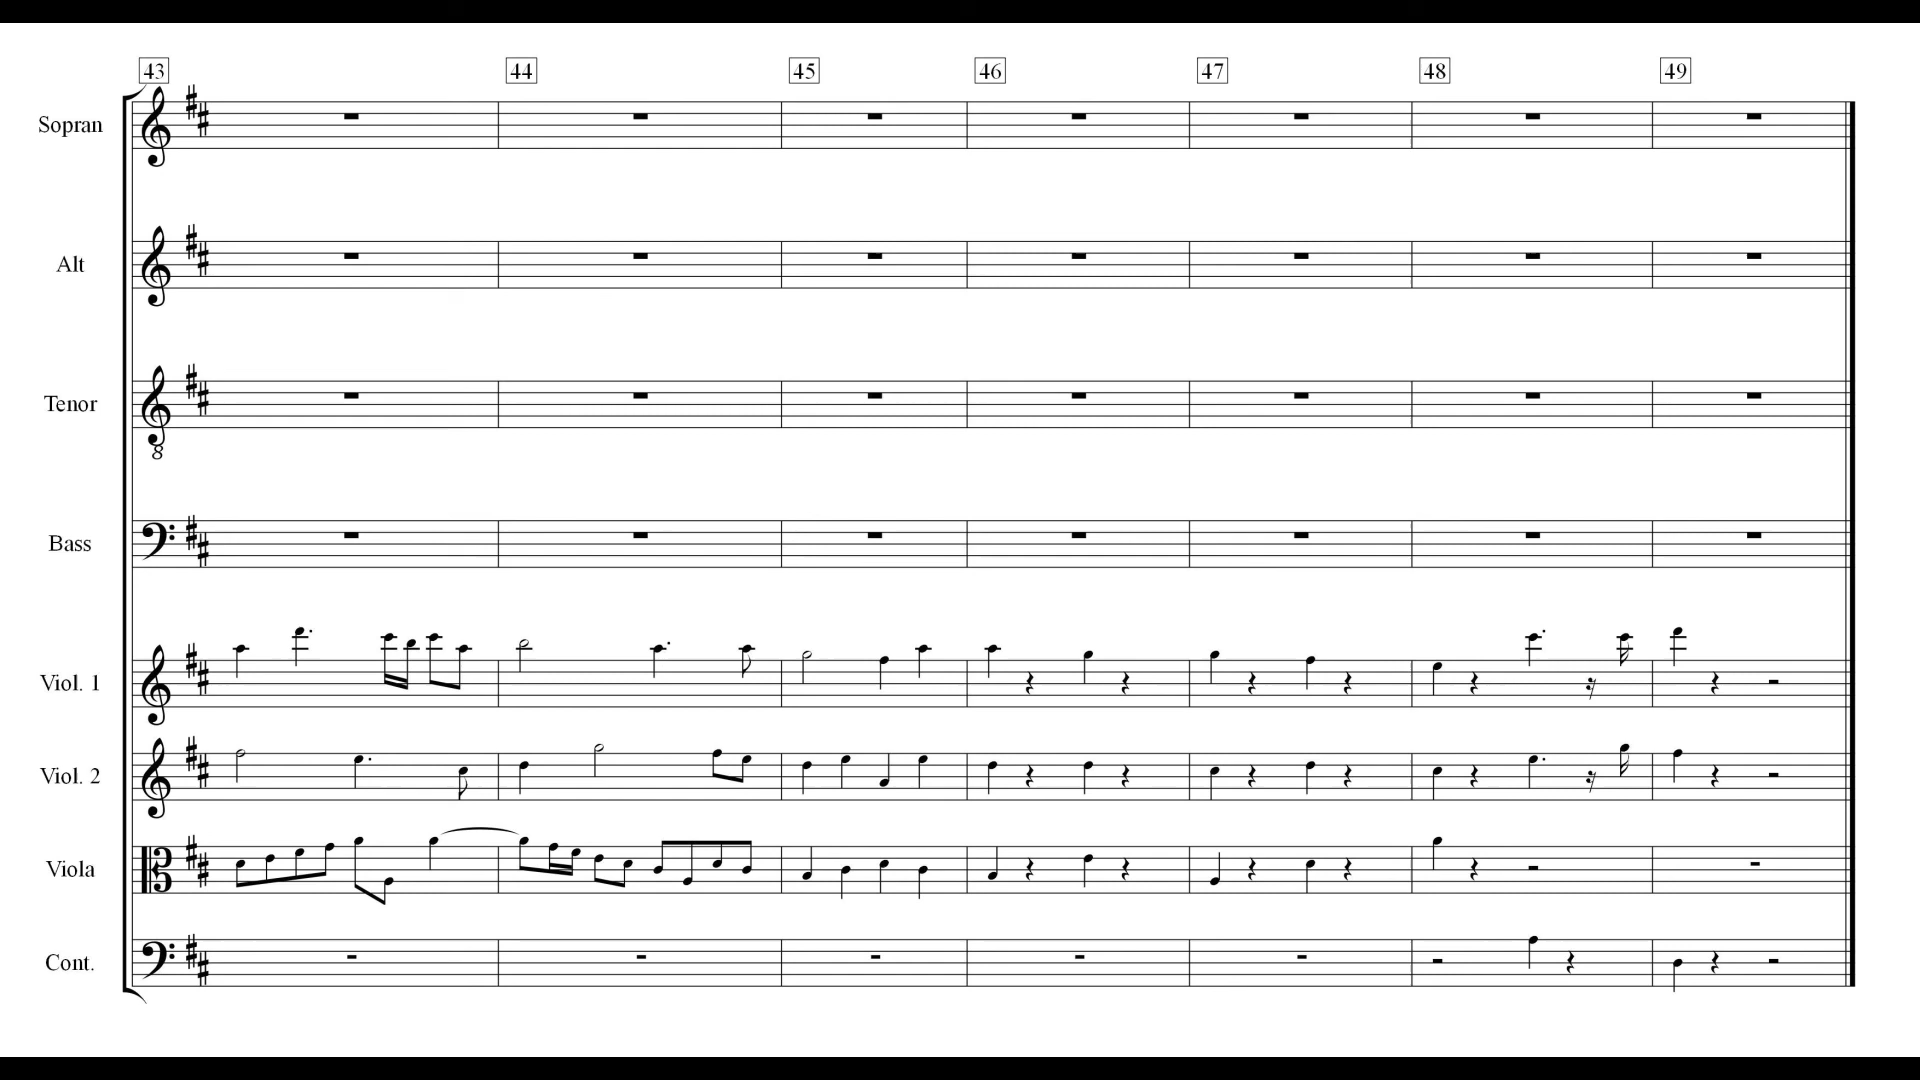 43 44 45 46 47 48 49
Sopran
Alt
Tenor
8
Bass
Viol. 1
Viol. 2
Viola
Cont.